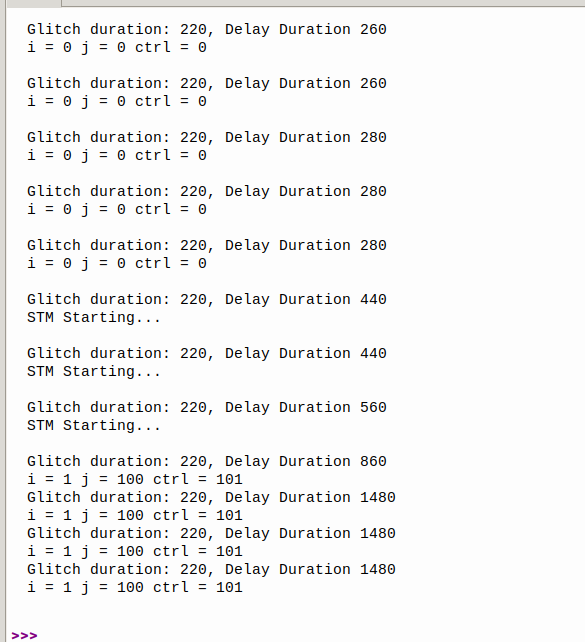 Glitch duration: 220, Delay Duration 260
i = 0 j = 0 ctrl = 0
Glitch duration: 220, Delay Duration 260
i = 0 j = 0 ctrl = 0
Glitch duration: 220, Delay Duration 280
i = 0 j = 0 ctrl = 0
Glitch duration: 220, Delay Duration 280
i = 0 j = 0 ctrl = 0
Glitch duration: 220, Delay Duration 280
i = 0 j = 0 ctrl = 0
Glitch duration: 220, Delay Duration 440
STM Starting...
Glitch duration: 220, Delay Duration 440
STM Starting...
Glitch duration: 220, Delay Duration 560
STM Starting...
Glitch duration: 220, Delay Duration 860
i = 1 j = 100 ctrl = 101
Glitch duration: 220, Delay Duration 1480
i = 1 j = 100 ctrl = 101
Glitch duration: 220, Delay Duration 1480
i = 1 j = 100 ctrl = 101
Glitch duration: 220, Delay Duration 1480
i = 1 j = 100 ctrl = 101
>>>